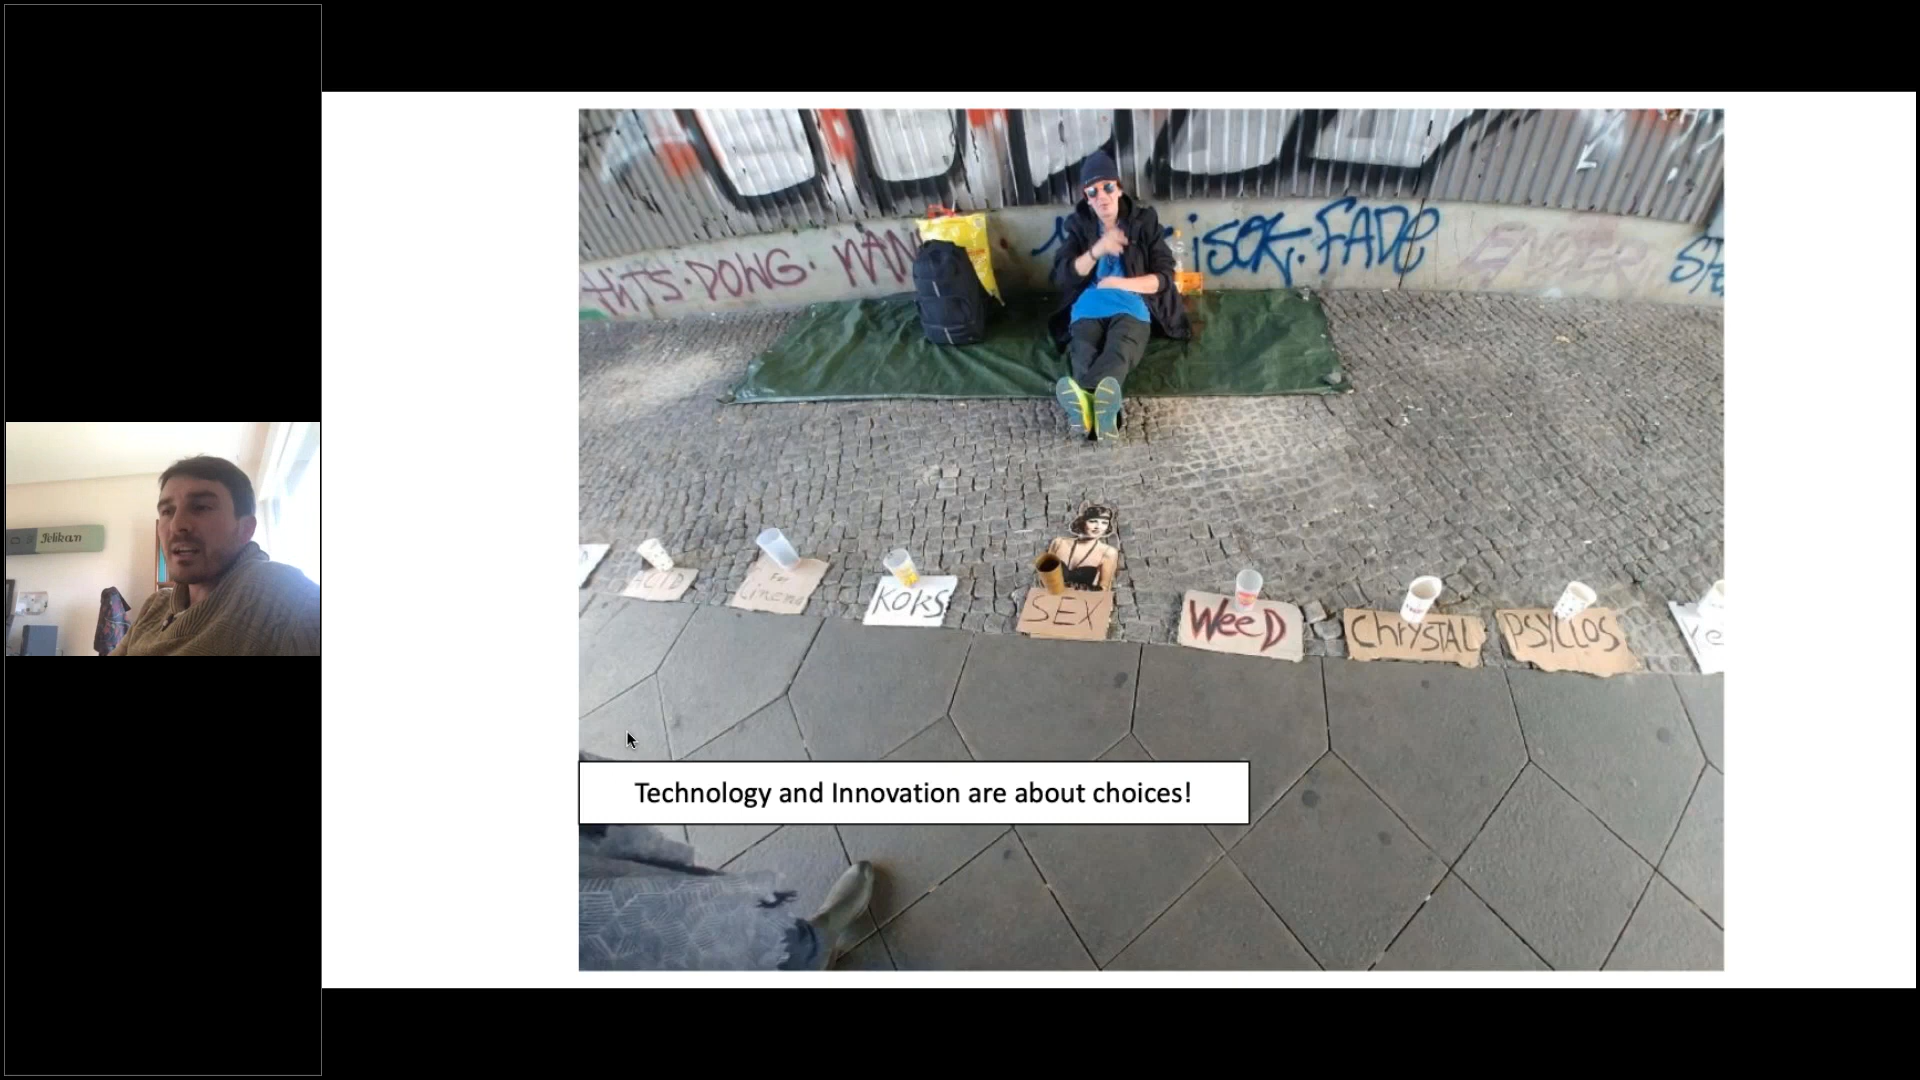 Pelikan
HiTS·DONG·
iSOK.FADE
ENDER
ACiD
For
Cinema
KOKS
SEX
WeeD
ChrYSTAL
PSYLLOS
Technology and Innovation are about choices!